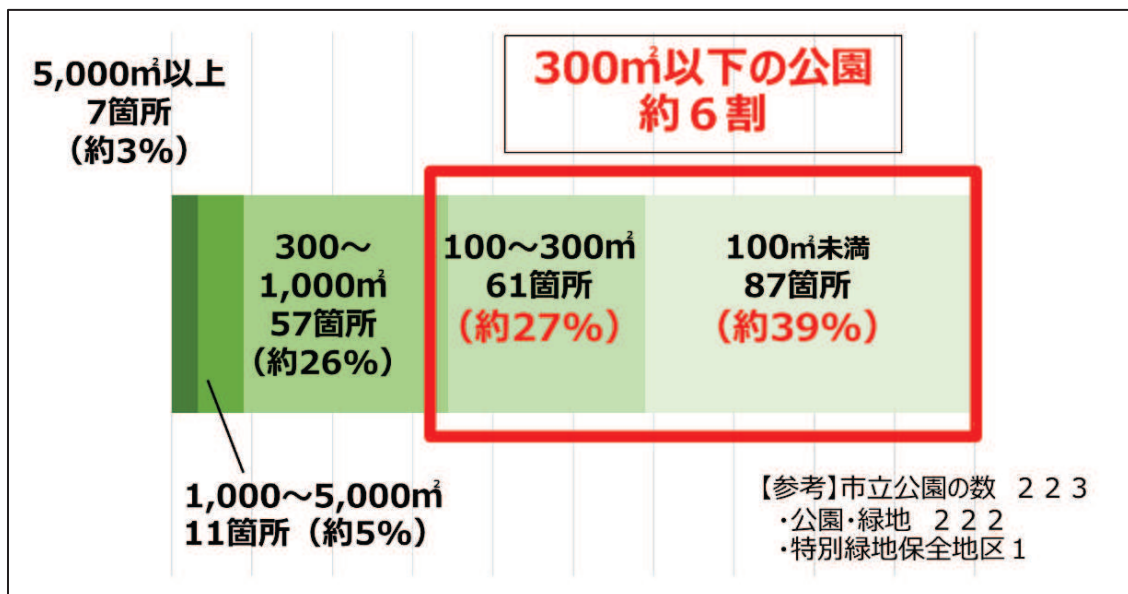 5,000㎡以上
7箇所
（約3%）
300㎡以下の公園
約６割
300～
1,000㎡
57箇所
（約26%）
100～300㎡
61箇所
（約27%）
100㎡未満
87箇所
（約39%）
1,000～5,000㎡
11箇所（約5%）
【参考】市立公園の数 ２２３
・公園・緑地 ２２２
・特別緑地保全地区１